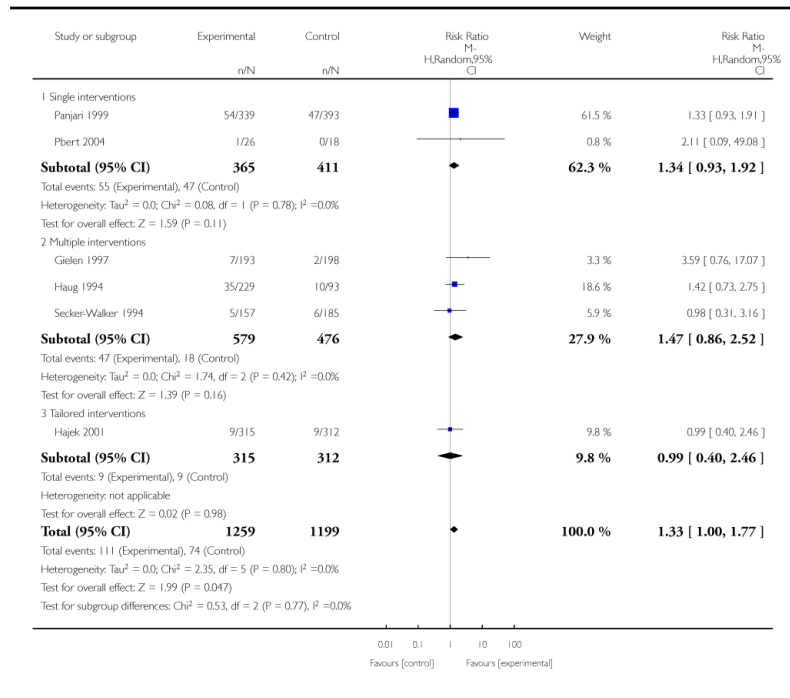 Study or subgroup Experimental Control Risk Ratio Weight Risk Ratio
M-
H,Random,95%
CI
M-
H,Random,95%
CI
n/N n/N
1 Single interventions
Panjari 1999 54/339 47/393 61.5 % 1.33 [ 0.93, 1.91 ]
Pbert 2004 1/26 0/18 0.8 % 2.11 [ 0.09, 49.08 ]
Subtotal (95% CI) 365 411 62.3 % 1.34 [ 0.93, 1.92 ]
Total events: 55 (Experimental), 47 (Control)
Heterogeneity: Tau² = 0.0; Chi² = 0.08, df = 1 (P = 0.78); I² =0.0%
Test for overall effect: Z = 1.59 (P = 0.11)
2 Multiple interventions
Gielen 1997 7/193 2/198 3.3 % 3.59 [ 0.76, 17.07 ]
Haug 1994 35/229 10/93 18.6 % 1.42 [ 0.73, 2.75 ]
Secker-Walker 1994 5/157 6/185 5.9 % 0.98 [ 0.31, 3.16 ]
Subtotal (95% CI) 579 476 27.9 % 1.47 [ 0.86, 2.52 ]
Total events: 47 (Experimental), 18 (Control)
Heterogeneity: Tau² = 0.0; Chi² = 1.74, df = 2 (P = 0.42); I² =0.0%
Test for overall effect: Z = 1.39 (P = 0.16)
3 Tailored interventions
Hajek 2001 9/315 9/312 9.8 % 0.99 [ 0.40, 2.46 ]
Subtotal (95% CI) 315 312 9.8 % 0.99 [ 0.40, 2.46 ]
Total events: 9 (Experimental), 9 (Control)
Heterogeneity: not applicable
Test for overall effect: Z = 0.02 (P = 0.98)
Total (95% CI) 1259 1199 100.0 % 1.33 [ 1.00, 1.77 ]
Total events: 111 (Experimental), 74 (Control)
Heterogeneity: Tau² = 0.0; Chi² = 2.35, df = 5 (P = 0.80); I² =0.0%
Test for overall effect: Z = 1.99 (P = 0.047)
Test for subgroup differences: Chi² = 0.53, df = 2 (P = 0.77), I² =0.0%
0.01 0.1 1 10 100
Favours [control] Favours [experimental]